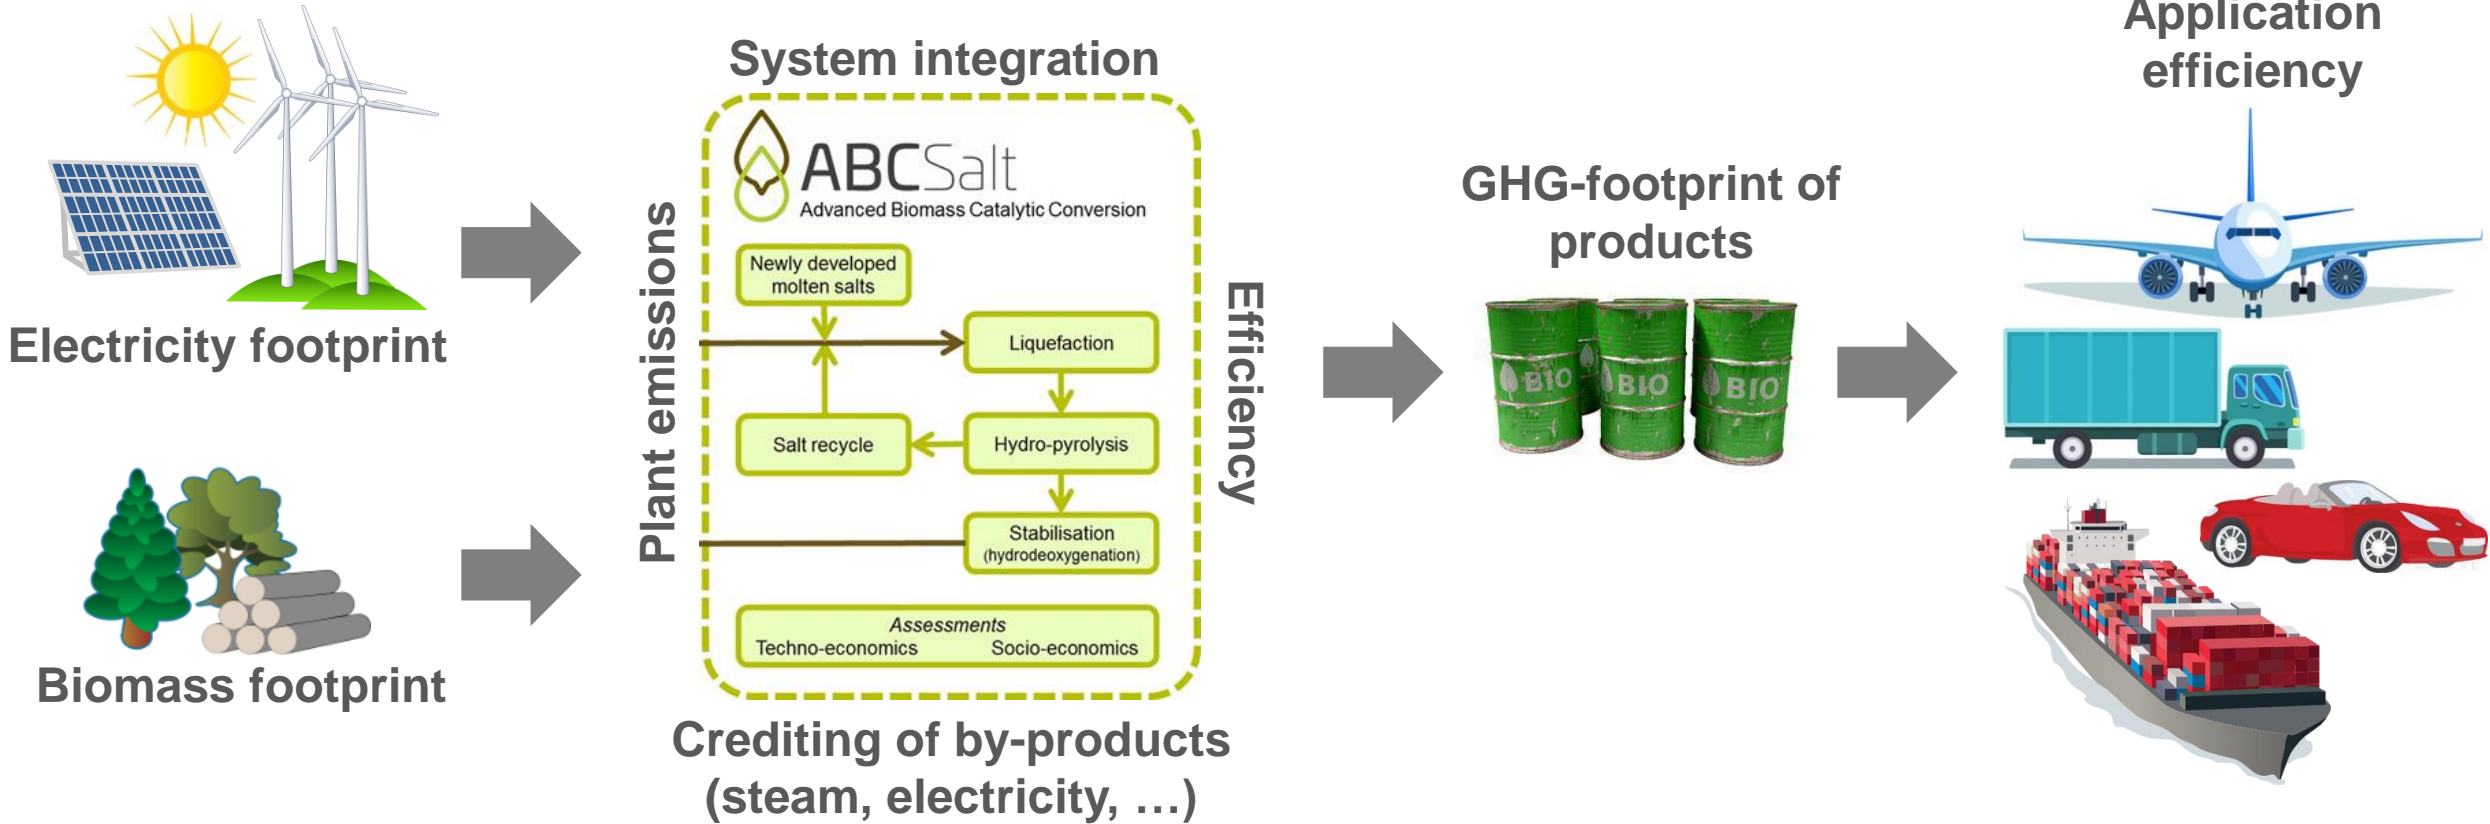 Application
efficiency
System integration
ABCSalt
Advanced Biomass Catalytic Conversion
Electricity footprint
Biomass footprint
Plant emissions
Newly developed
molten salts
Liquefaction
Salt recycle
Hydro-pyrolysis
Stabilisation
(hydrodeoxygenation)
Assessments
Techno-economics Socio-economics
Efficiency
Crediting of by-products
(steam, electricity, …)
GHG-footprint of
products
BIO
BIO
BIO